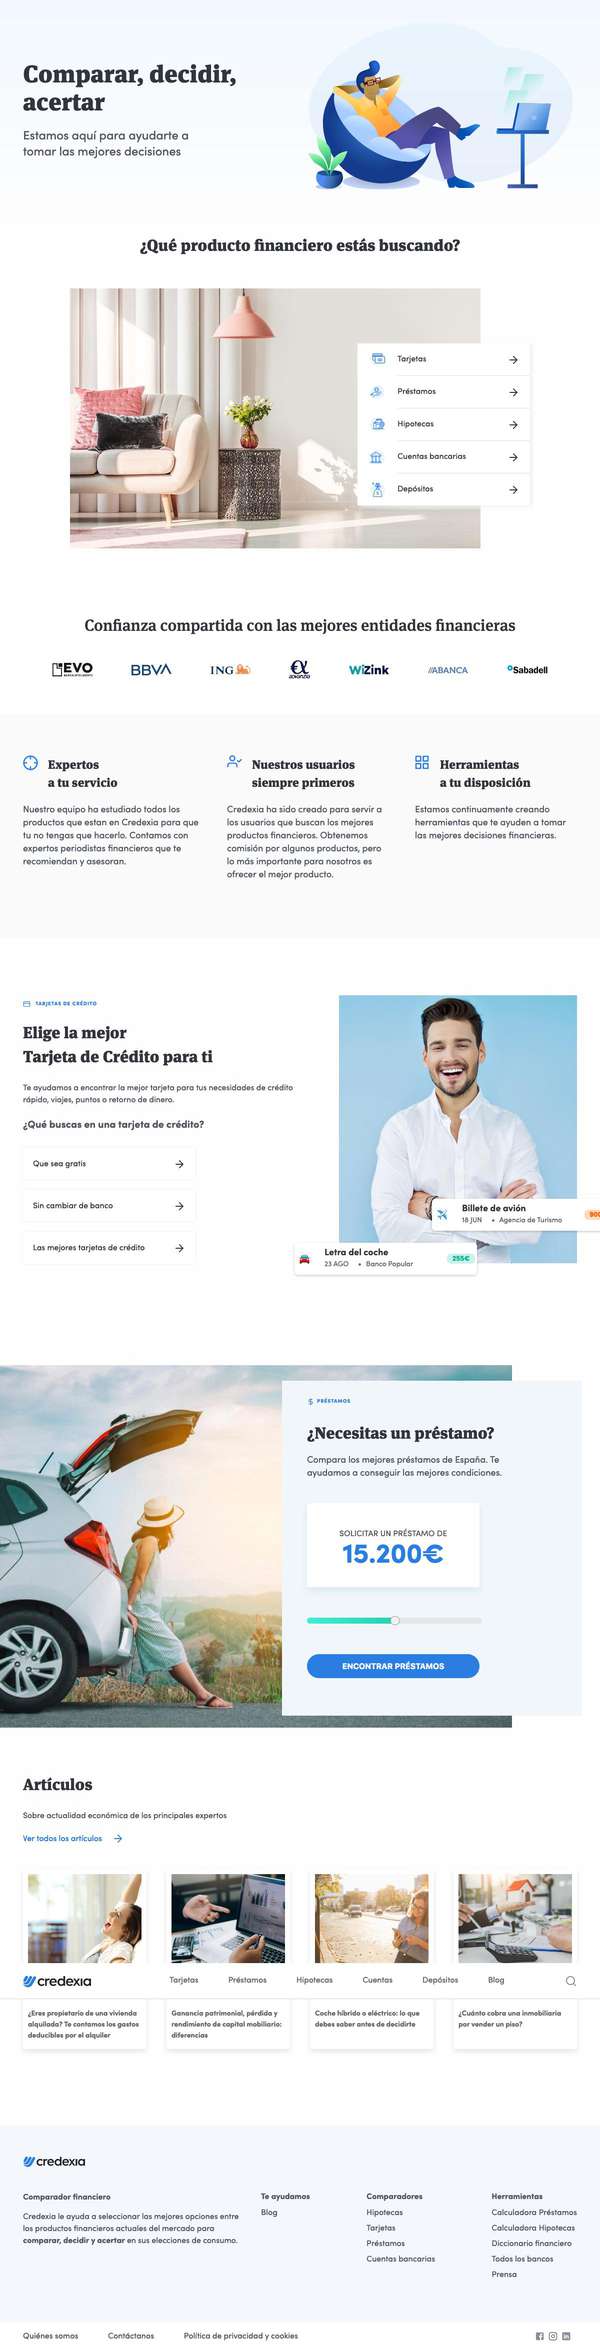 Comparar, decidir,
acertar
Estamos aquí para ayudarte a
tomar las mejores decisiones
¿Qué producto financiero estás buscando?
Tarjetas
Préstamos
Hipotecas
Cuentas bancarias
Depósitos
Confianza compartida con las mejores entidades financieras
EVO
BBVA
ING
WiZink
ABANCA
Sabadell
Expertos
a tu servicio
Nuestro equipo ha estudiado todos los
productos que estan en Credexia para que
tu no tengas que hacerlo. Contamos con
expertos periodistas financieros que te
recomiendan y asesoran.
Nuestros usuarios
siempre primeros
Credexia ha sido creado para servir a
los usuarios que buscan los mejores
productos financieros. Obtenemos
comisión por algunos productos, pero
lo más importante para nosotros es
ofrecer el mejor producto.
Herramientas
a tu disposición
Estamos continuamente creando
herramientas que te ayuden a tomar
las mejores decisiones financieras.
TARJETAS DE CRÉDITO
Elige la mejor
Tarjeta de Crédito para ti
Te ayudamos a encontrar la mejor tarjeta para tus necesidades de crédito
rápido, viajes, puntos o retorno de dinero.
¿Qué buscas en una tarjeta de crédito?
Que sea gratis
Sin cambiar de banco
Las mejores tarjetas de crédito
Billete de avión
18 JUN • Agencia de Turismo
Letra del coche
23 AGO • Banco Popular
255€
$ PRÉSTAMOS
¿Necesitas un préstamo?
Compara los mejores préstamos de España. Te
ayudamos a conseguir las mejores condiciones.
SOLICITAR UN PRÉSTAMO DE
15.200€
ENCONTRAR PRÉSTAMOS
Artículos
Sobre actualidad económica de los principales expertos
Ver todos los artículos
credexia
Tarjetas
Préstamos
Hipotecas
Cuentas
Depósitos
Blog
¿Eres propietario de una vivienda
alquilada? Te contamos los gastos
deducibles por el alquiler
Ganancia patrimonial, pérdida y
rendimiento de capital mobiliario:
diferencias
Coche híbrido o eléctrico: lo que
debes saber antes de decidirte
¿Cuánto cobra una inmobiliaria
por vender un piso?
credexia
Comparador financiero
Credexia le ayuda a seleccionar las mejores opciones entre
los productos financieros actuales del mercado para
comparar, decidir y acertar en sus elecciones de consumo.
Te ayudamos
Blog
Comparadores
Hipotecas
Tarjetas
Préstamos
Cuentas bancarias
Herramientas
Calculadora Préstamos
Calculadora Hipotecas
Diccionario financiero
Todos los bancos
Prensa
Quiénes somos
Contáctanos
Política de privacidad y cookies